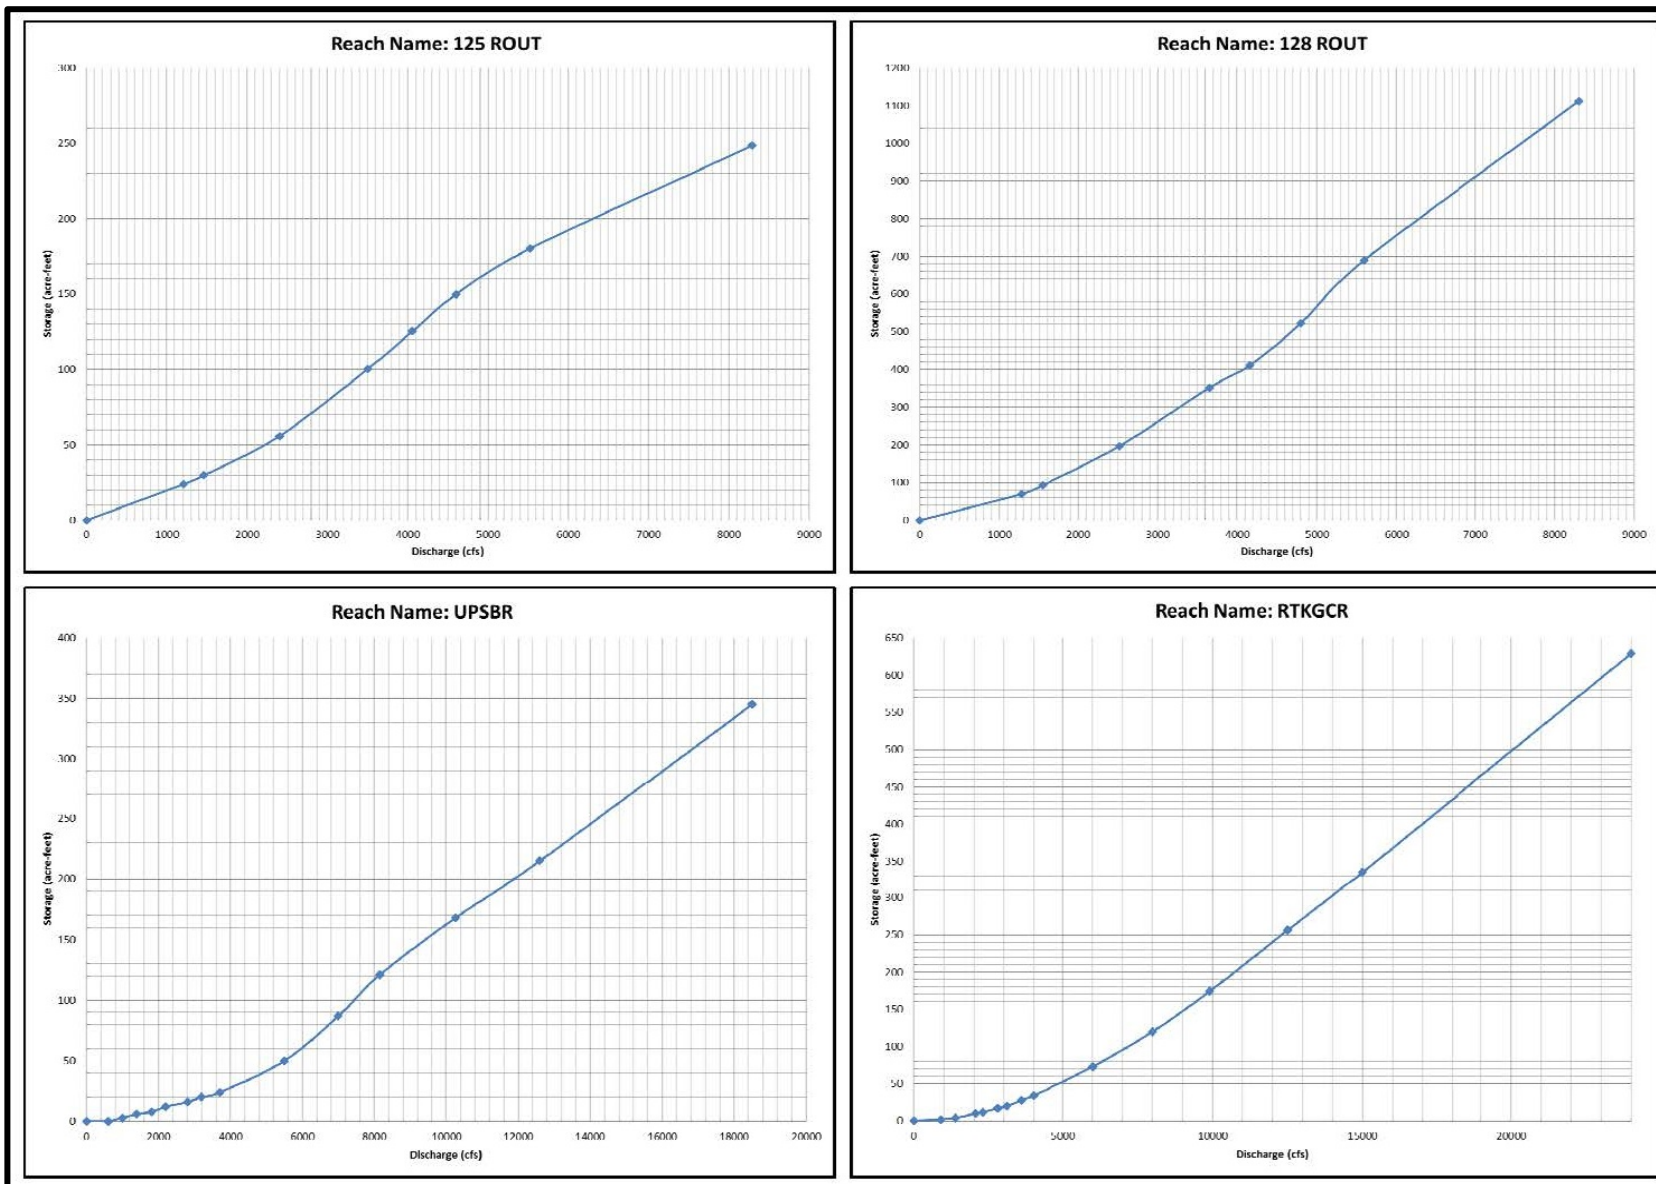 Reach Name: 125 ROUT
300
250
200
150
100
50
0
Storage (acre-feet)
0 1000 2000 3000 4000 5000 6000 7000 8000 9000
Discharge (cfs)
Reach Name: 128 ROUT
1200
1100
1000
900
800
700
600
500
400
300
200
100
0
Storage (acre-feet)
0 1000 2000 3000 4000 5000 6000 7000 8000 9000
Discharge (cfs)
Reach Name: UPSBR
400
350
300
250
200
150
100
50
0
Storage (acre-feet)
0 2000 4000 6000 8000 10000 12000 14000 16000 18000 20000
Discharge (cfs)
Reach Name: RTKGCR
650
600
550
500
450
400
350
300
250
200
150
100
50
0
Storage (acre-feet)
0 5000 10000 15000 20000
Discharge (cfs)